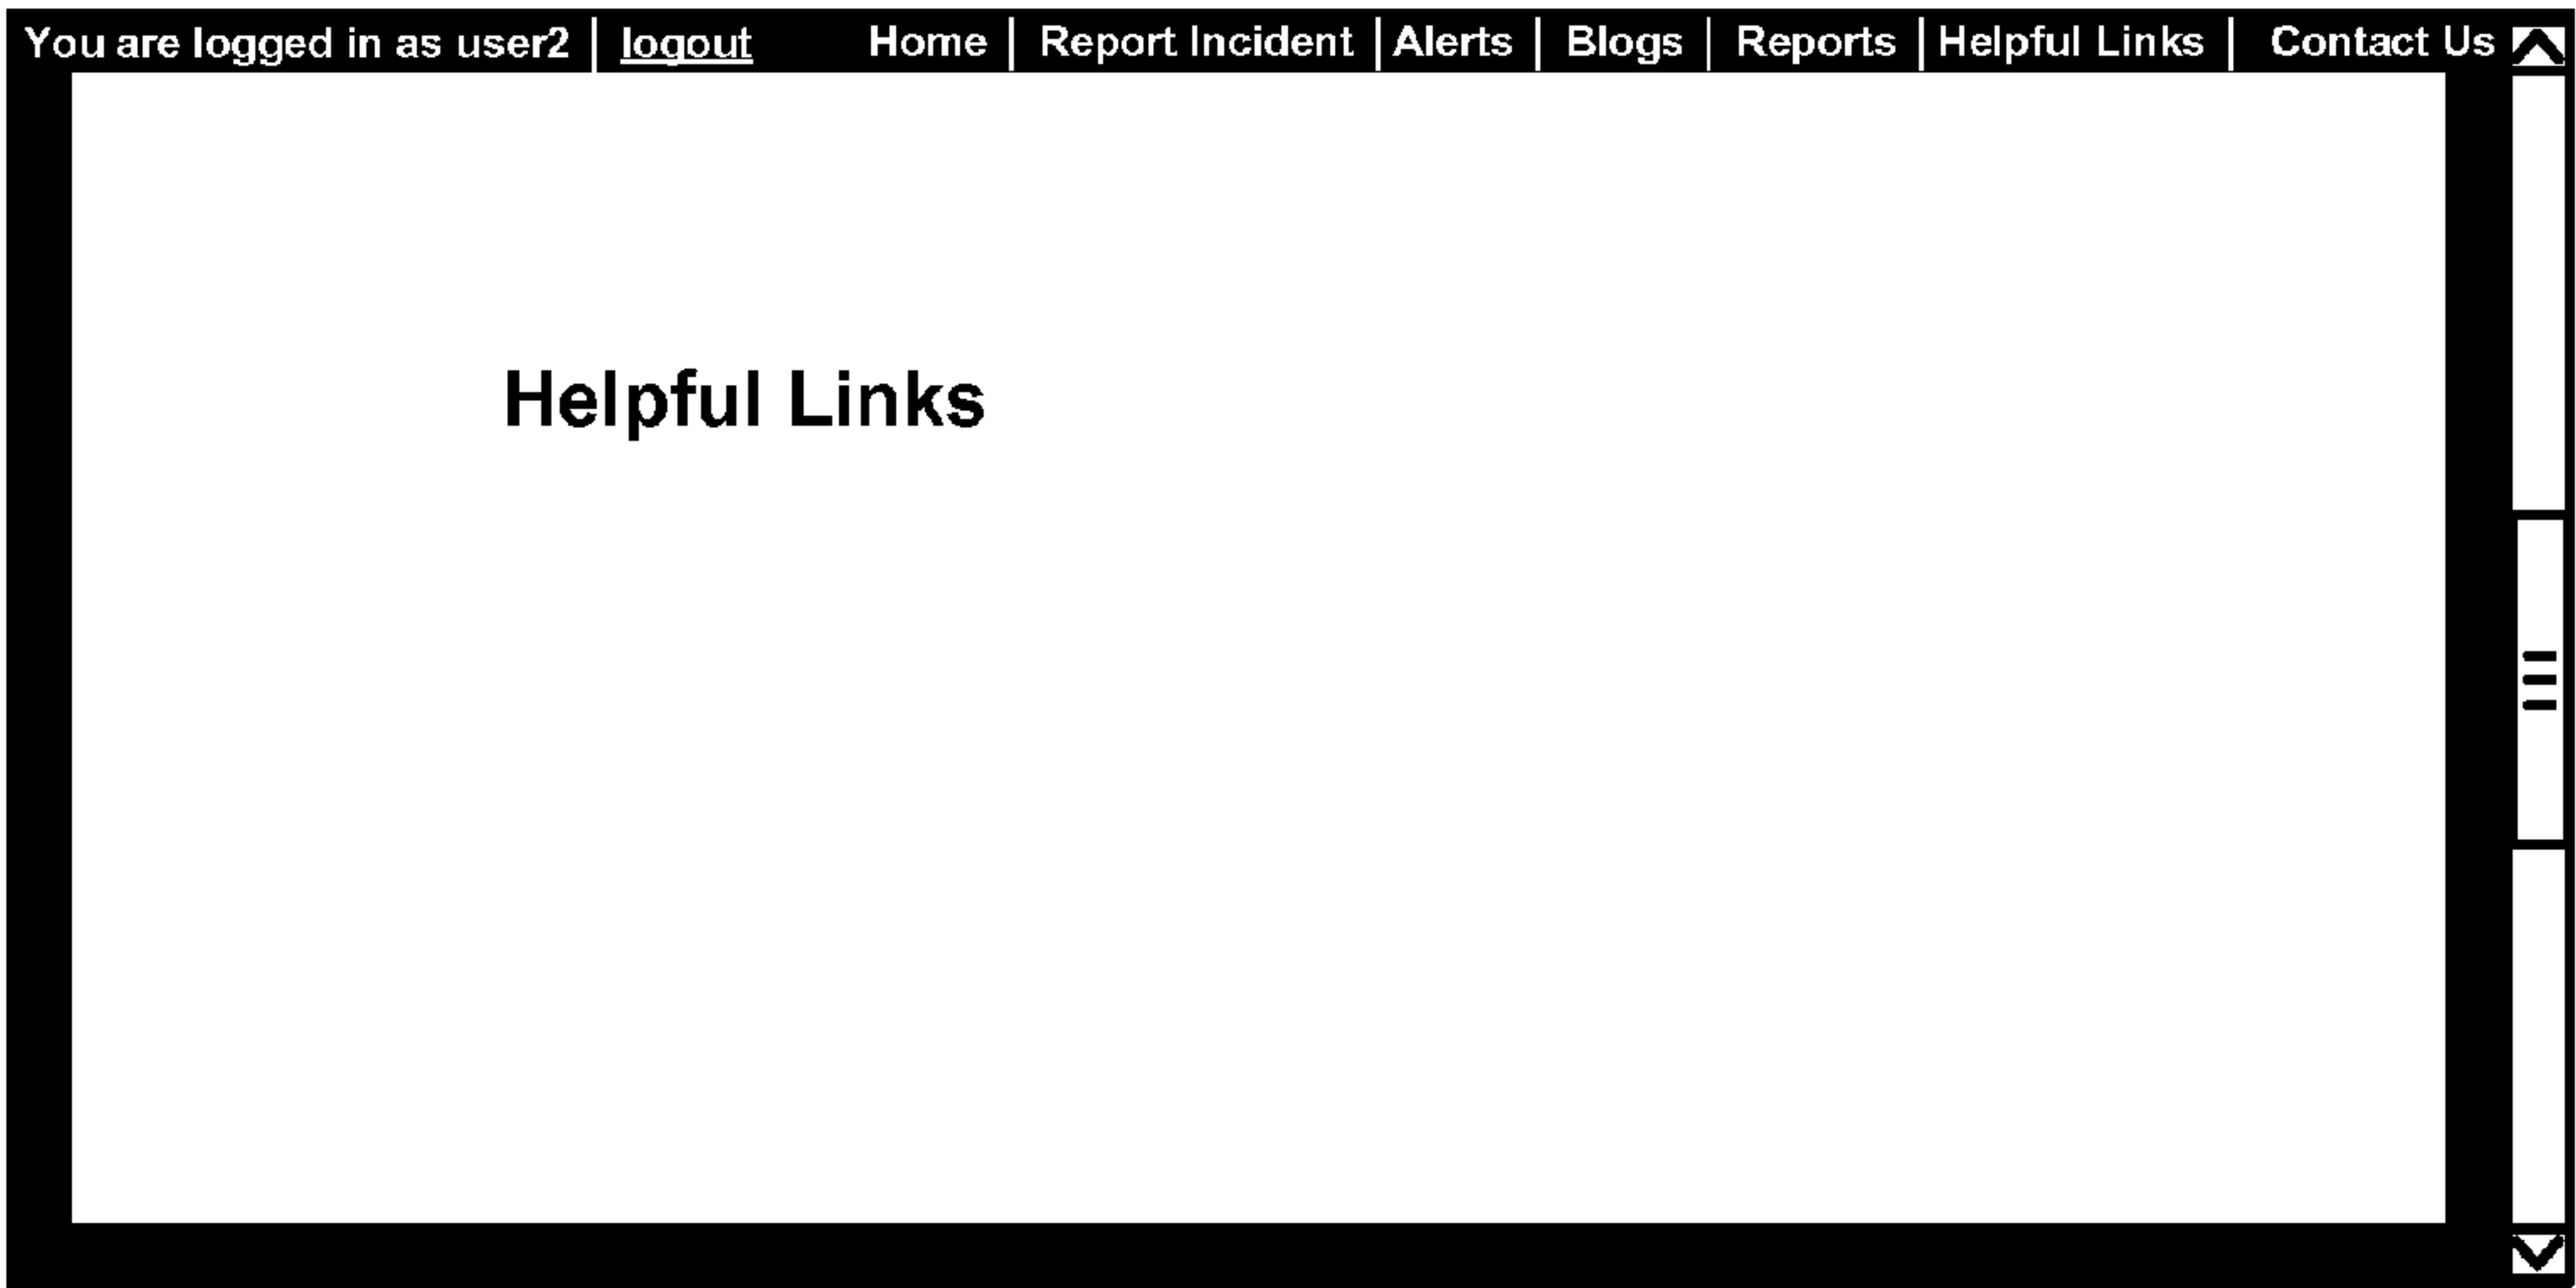 You are logged in as user2 | logout Home | Report Incident | Alerts | Blogs | Reports | Helpful Links | Contact Us
Helpful Links